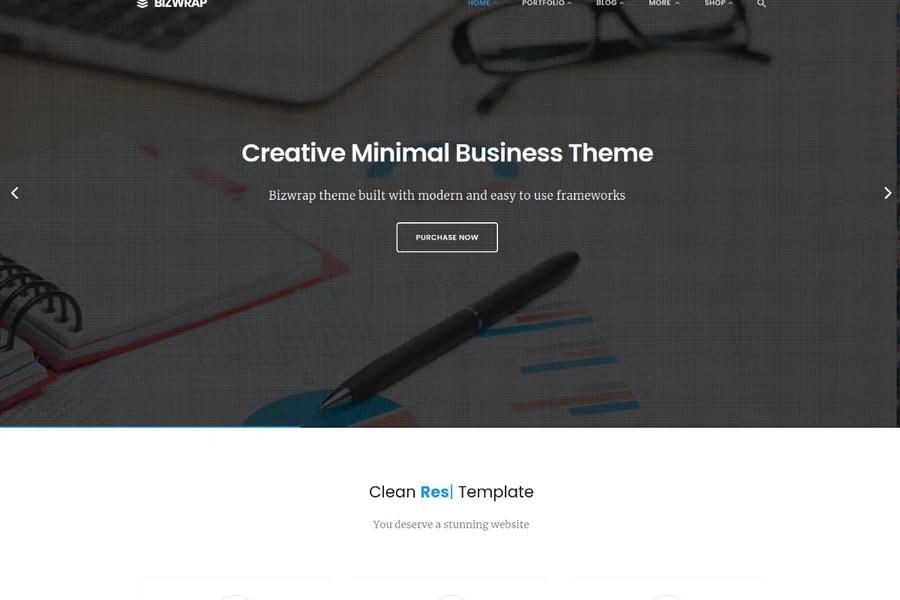 BIZWRAP
HOME PORTFOLIO BLOG MORE SHOP
Creative Minimal Business Theme
Bizwrap theme built with modern and easy to use frameworks
PURCHASE NOW
Clean Res| Template
You deserve a stunning website